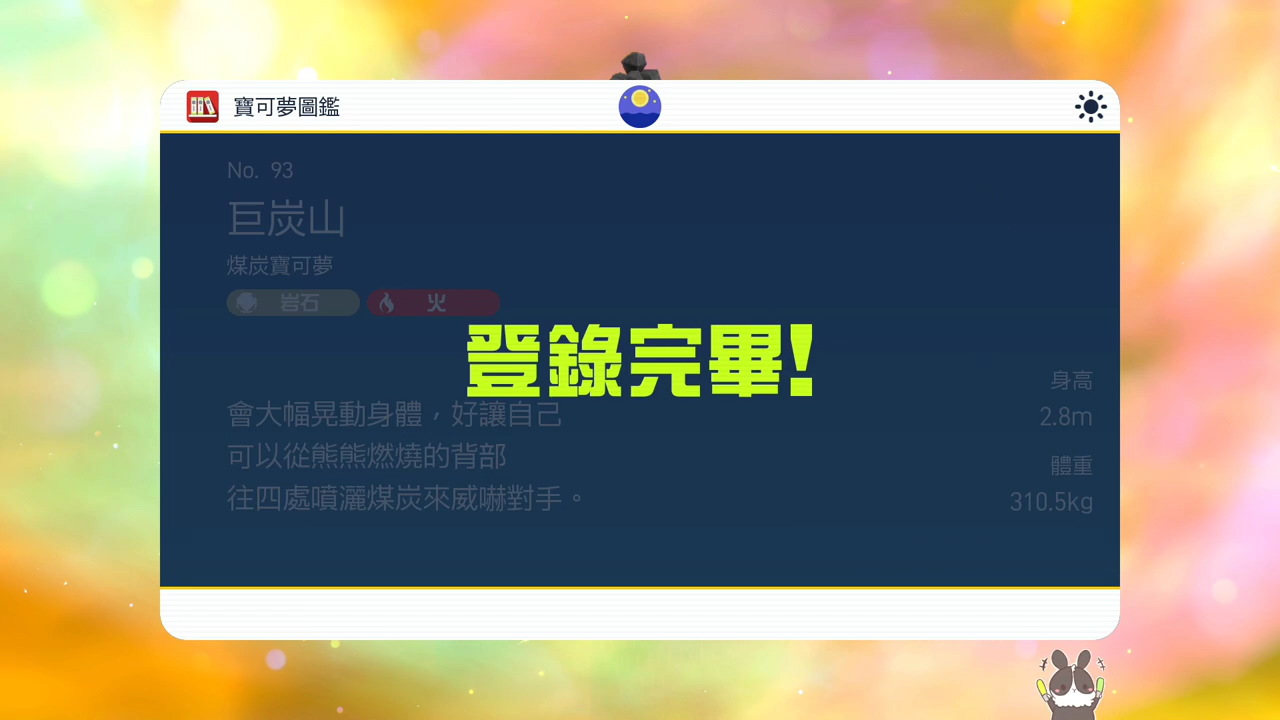 寶可夢圖鑑
No. 93
巨炭山
煤炭寶可夢
岩石 火
登錄完畢!
會大幅晃動身體，好讓自己
可以從熊熊燃燒的背部
往四處噴灑煤炭來威嚇對手。
身高
2.8m
體重
310.5kg